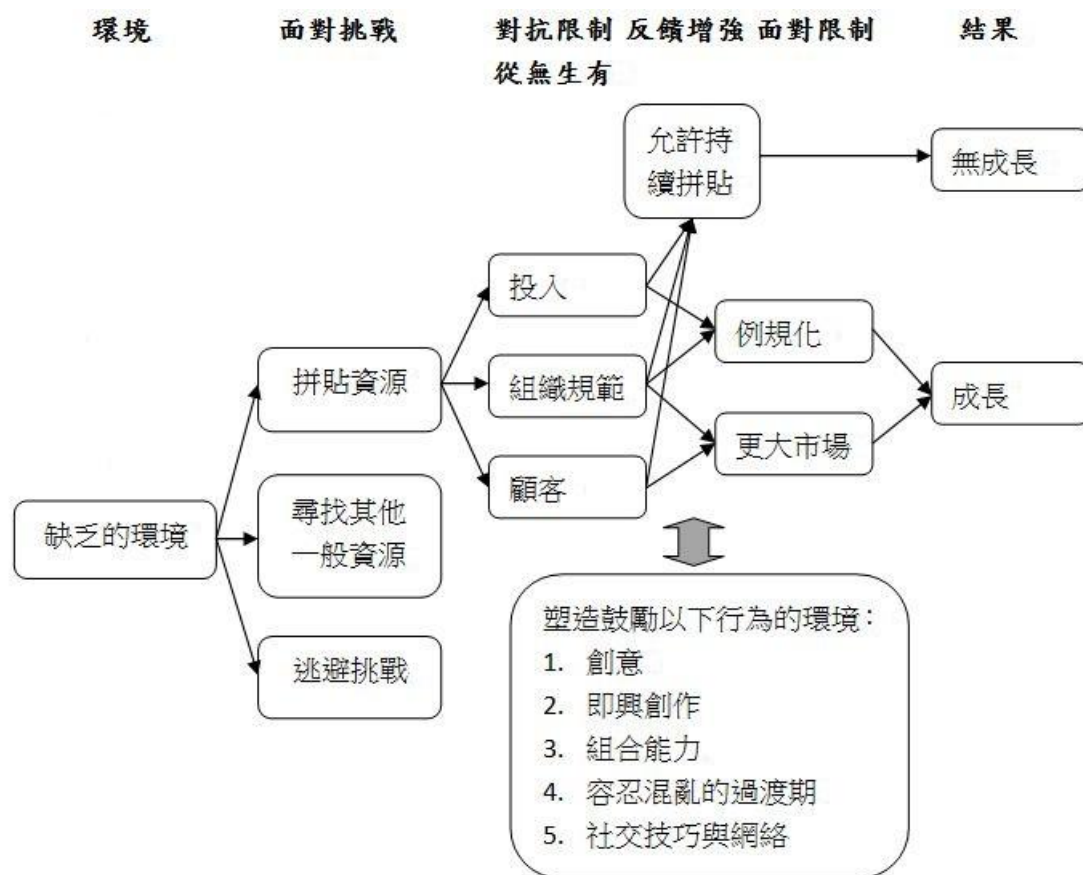 環境 面對挑戰 對抗限制 反饋增強 面對限制 結果
從無生有
允許持
續拼貼
無成長
投入
例規化
拼貼資源
組織規範
成長
更大市場
顧客
尋找其他
一般資源
缺乏的環境
逃避挑戰
塑造鼓勵以下行為的環境：
1. 創意
2. 即興創作
3. 組合能力
4. 容忍混亂的過渡期
5. 社交技巧與網絡